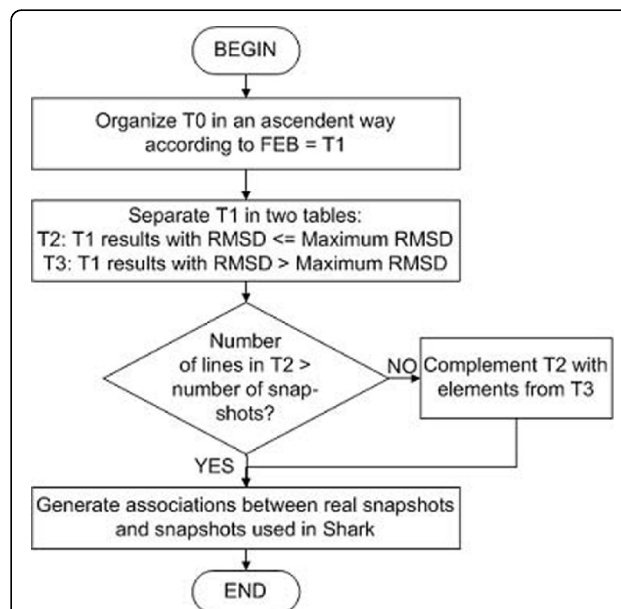 BEGIN
Organize T0 in an ascendent way
according to FEB = T1
Separate T1 in two tables:
T2: T1 results with RMSD <= Maximum RMSD
T3: T1 results with RMSD > Maximum RMSD
Number
of lines in T2 >
number of snap-
shots?
NO
Complement T2 with
elements from T3
YES
Generate associations between real snapshots
and snapshots used in Shark
END